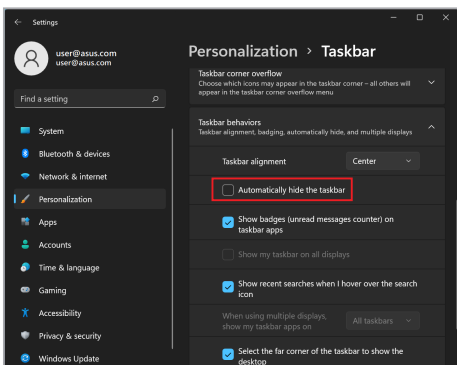 Settings
user@asus.com
user@asus.com
Find a setting
System
Bluetooth & devices
Network & internet
Personalization
Apps
Accounts
Time & language
Gaming
Accessibility
Privacy & security
Windows Update
Personalization › Taskbar
Taskbar corner overflow
Choose which icons may appear in the taskbar corner – all others will
appear in the taskbar corner overflow menu
Taskbar behaviors
Taskbar alignment, badging, automatically hide, and multiple displays
Taskbar alignment
Center
Automatically hide the taskbar
Show badges (unread messages counter) on
taskbar apps
Show my taskbar on all displays
Show recent searches when I hover over the search
icon
When using multiple displays,
show my taskbar apps on
All taskbars
Select the far corner of the taskbar to show the
desktop